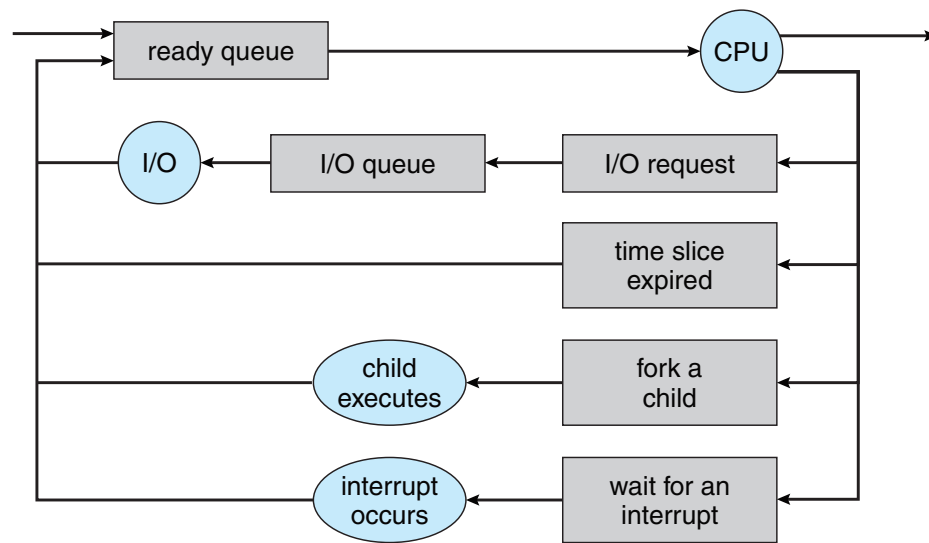 ready queue
CPU
I/O
I/O queue
I/O request
time slice
expired
child
executes
fork a
child
interrupt
occurs
wait for an
interrupt